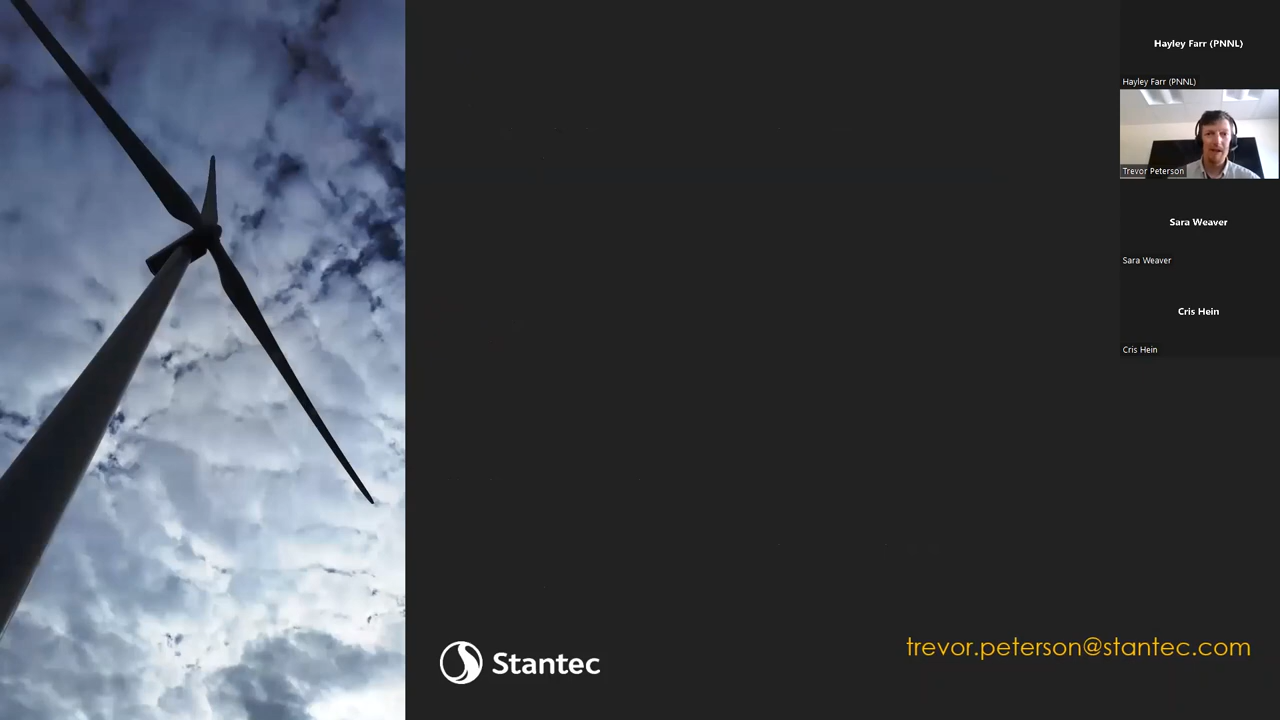 Hayley Farr (PNNL)
Hayley Farr (PNNL)
Trevor Peterson
Sara Weaver
Sara Weaver
Cris Hein
Cris Hein
Stantec
trevor.peterson@stantec.com